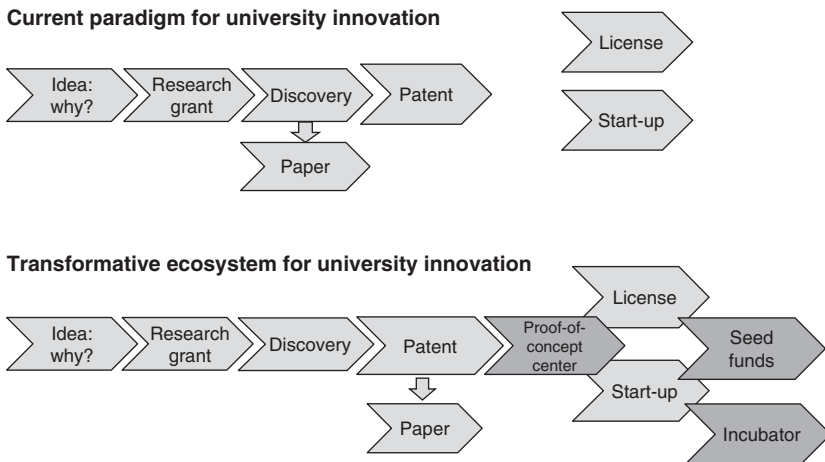 Current paradigm for university innovation
License
Idea:
why?
Research
grant
Discovery
Patent
Start-up
Paper
Transformative ecosystem for university innovation
License
Idea:
why?
Research
grant
Discovery
Patent
Proof-of-
concept
center
Seed
funds
Start-up
Paper
Incubator